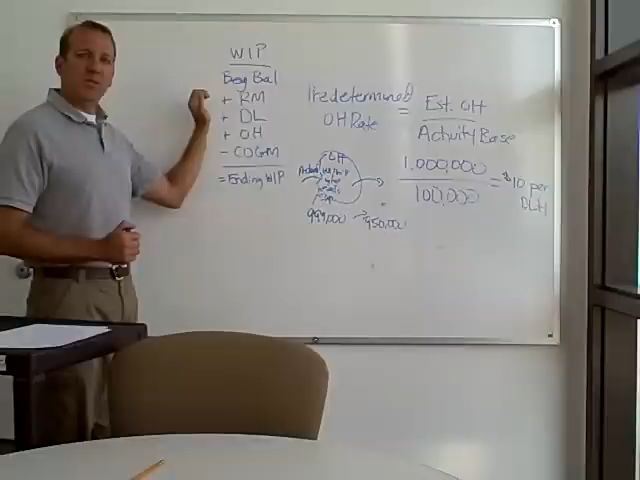 WIP
Beg Bal
+ RM
+ DL
+ OH
- COGM
= Ending WIP
Predetermined
OH Rate
=
Est. OH
Activity Base
1,000,000
100,000
= $10 per
DLH
OH
999,000 → 950,000